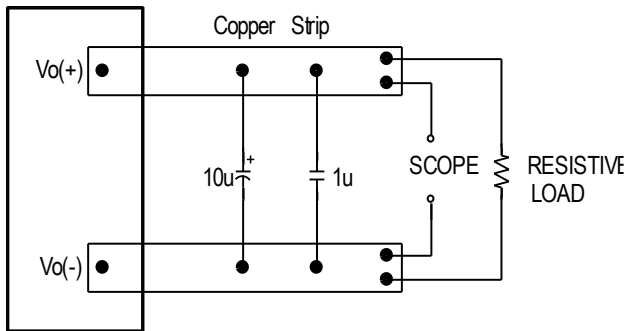 Copper Strip
Vo(+)
+
10u
1u
SCOPE
RESISTIVE
LOAD
Vo(-)